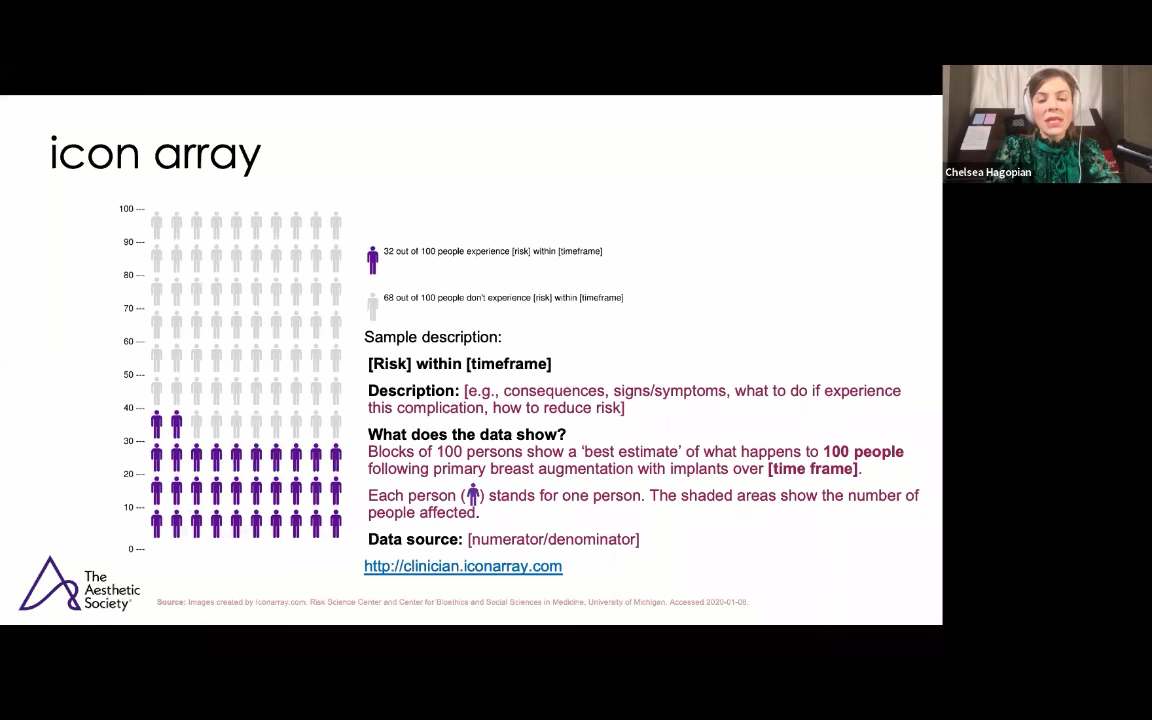 icon array
100 ---
90 ---
80 ---
70 ---
60 ---
50 ---
40 ---
30 ---
20 ---
10 ---
0 ---
32 out of 100 people experience [risk] within [timeframe]
68 out of 100 people don't experience [risk] within [timeframe]
Sample description:
[Risk] within [timeframe]
Description: [e.g., consequences, signs/symptoms, what to do if experience
this complication, how to reduce risk]
What does the data show?
Blocks of 100 persons show a ‘best estimate’ of what happens to 100 people
following primary breast augmentation with implants over [time frame].
Each person ( ) stands for one person. The shaded areas show the number of
people affected.
Data source: [numerator/denominator]
http://clinician.iconarray.com
The
Aesthetic
Society
Source: Images created by Iconarray.com. Risk Science Center and Center for Bioethics and Social Sciences in Medicine, University of Michigan. Accessed 2020-01-08.
Chelsea Hagopian